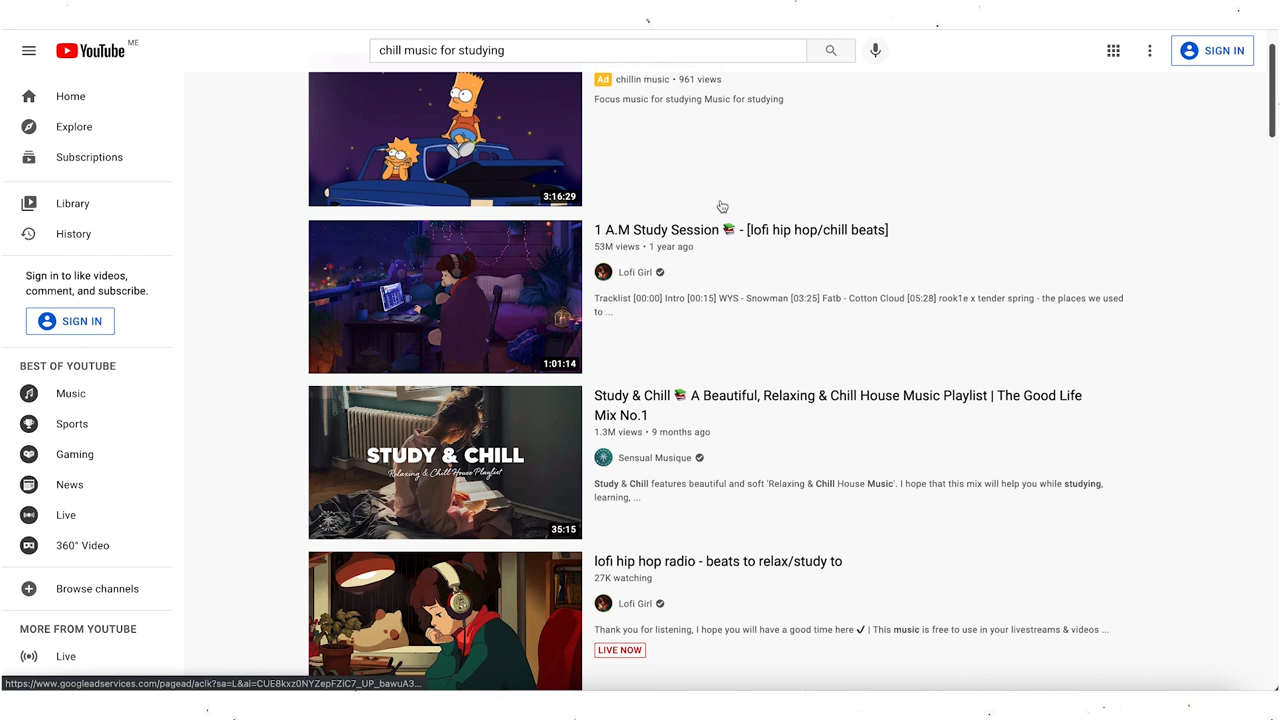 YouTube ME
chill music for studying
SIGN IN
Home
Explore
Subscriptions
Library
History
Sign in to like videos,
comment, and subscribe.
SIGN IN
BEST OF YOUTUBE
Music
Sports
Gaming
News
Live
360° Video
Browse channels
MORE FROM YOUTUBE
Live
Ad chillin music • 961 views
Focus music for studying Music for studying
3:16:29
1 A.M Study Session 📚 - [lofi hip hop/chill beats]
53M views • 1 year ago
Lofi Girl
Tracklist [00:00] Intro [00:15] WYS - Snowman [03:25] Fatb - Cotton Cloud [05:28] rook1e x tender spring - the places we used
to ...
1:01:14
STUDY & CHILL
Relaxing & Chill House Playlist
35:15
Study & Chill 📚 A Beautiful, Relaxing & Chill House Music Playlist | The Good Life
Mix No.1
1.3M views • 9 months ago
Sensual Musique
Study & Chill features beautiful and soft 'Relaxing & Chill House Music'. I hope that this mix will help you while studying,
learning, ...
lofi hip hop radio - beats to relax/study to
27K watching
Lofi Girl
Thank you for listening, I hope you will have a good time here ✔ | This music is free to use in your livestreams & videos ...
LIVE NOW
https://www.googleadservices.com/pagead/aclk?sa=L&ai=CUE8kxz0NYZepFZiC7_UP_bawuA3...